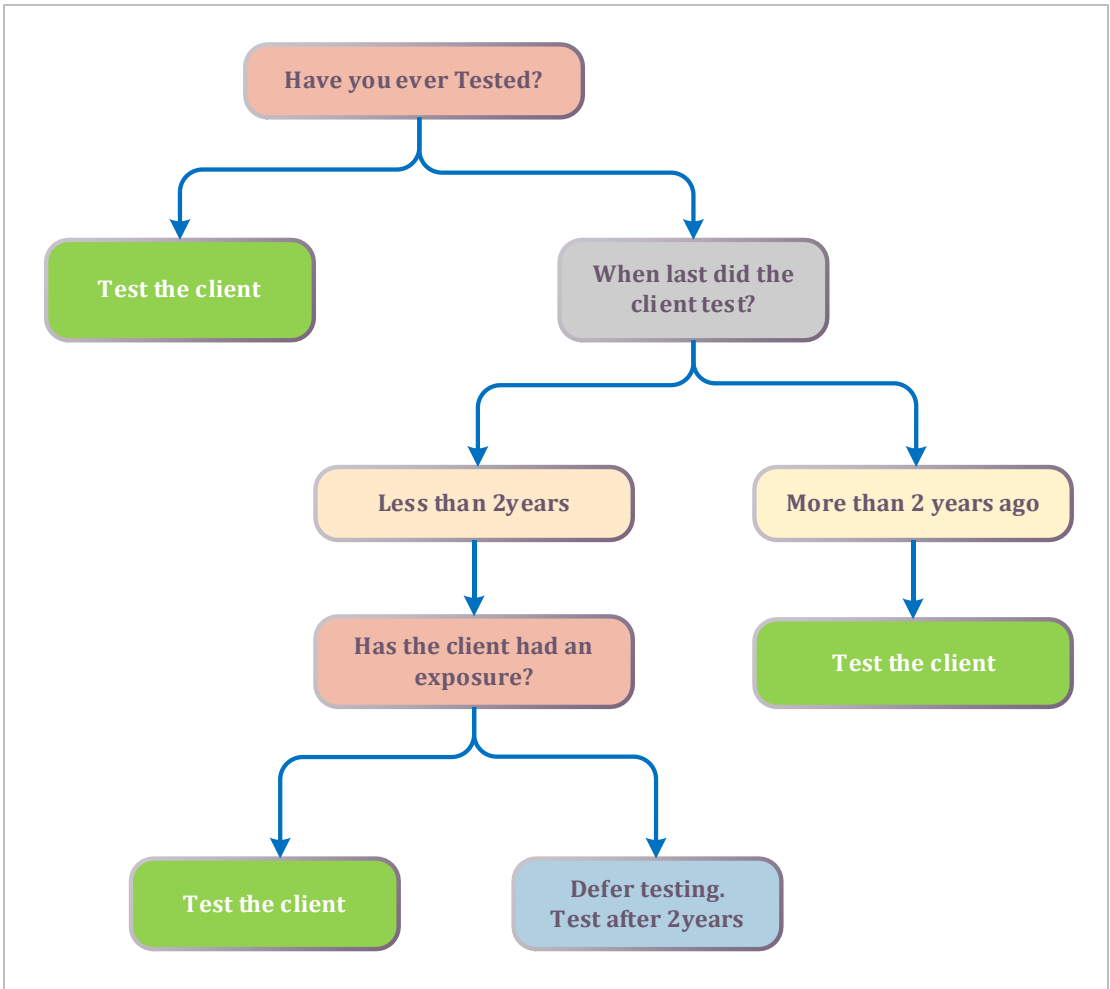 Have you ever Tested?
Test the client
When last did the
client test?
Less than 2years
More than 2 years ago
Has the client had an
exposure?
Test the client
Test the client
Defer testing.
Test after 2years